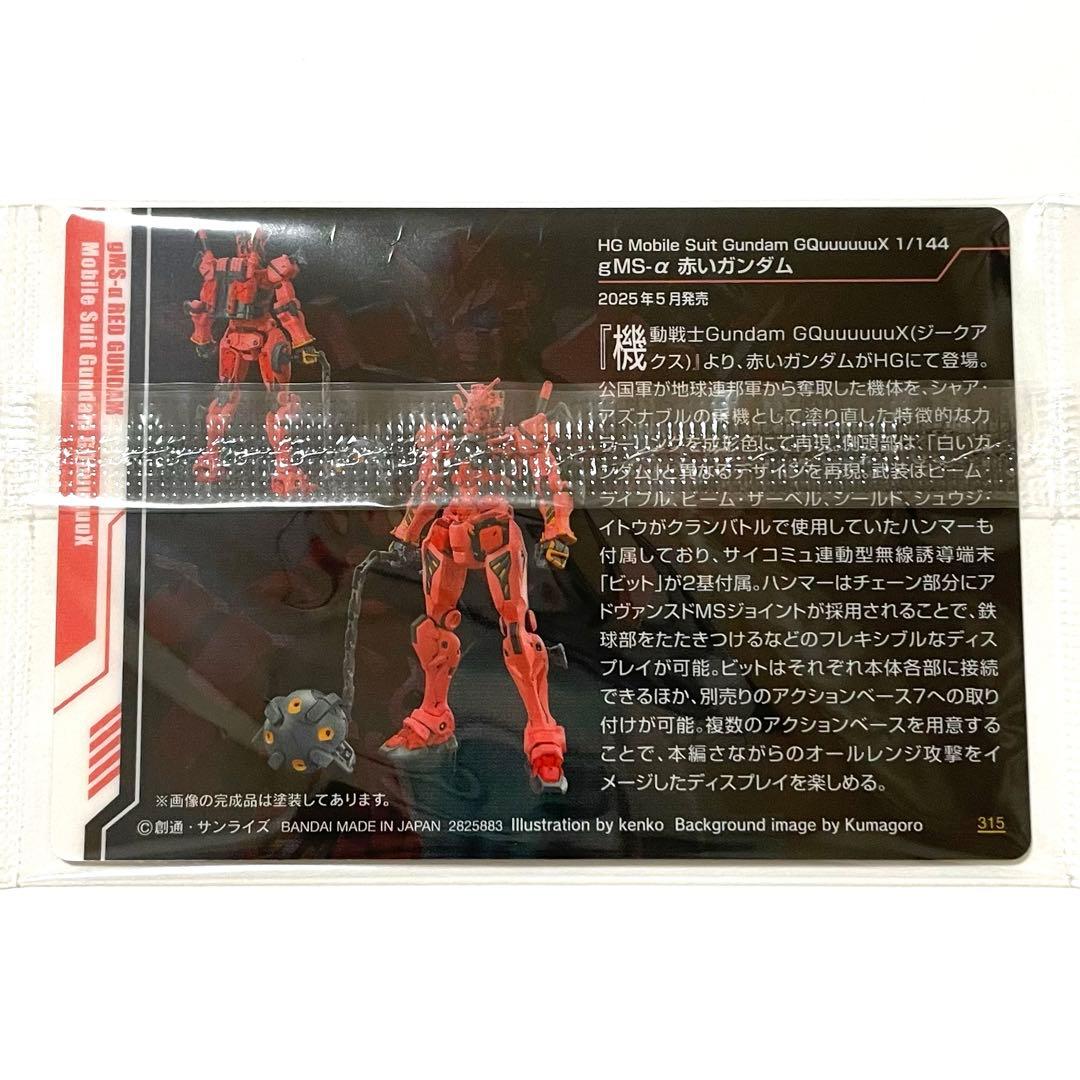 gMS-α RED GUNDAM
Mobile Suit Gundam GQuuuuuuX
HG Mobile Suit Gundam GQuuuuuuX 1/144
gMS-α 赤いガンダム
2025年5月発売
『機動戦士Gundam GQuuuuuuX(ジークア
クス)』より、赤いガンダムがHGにて登場。
公国軍が地球連邦軍から奪取した機体を、シャア・
アズナブルの専機として塗り直した特徴的なカ
ラーリングを成形色にて再現。側頭部は、「白いガ
ンダム」と異なるデザインを再現。武装はビーム・
ライフル、ビーム・サーベル、シールド、シュウジ・
イトウがクランバトルで使用していたハンマーも
付属しており、サイコミュ連動型無線誘導端末
「ビット」が2基付属。ハンマーはチェーン部分にア
ドヴァンスドMSジョイントが採用されることで、鉄
球部をたたきつけるなどのフレキシブルなディス
プレイが可能。ビットはそれぞれ本体各部に接続
できるほか、別売りのアクションベース7への取り
付けが可能。複数のアクションベースを用意する
ことで、本編さながらのオールレンジ攻撃をイ
メージしたディスプレイを楽しめる。
※画像の完成品は塗装してあります。
©創通・サンライズ BANDAI MADE IN JAPAN 2825883 Illustration by kenko Background image by Kumagoro 315